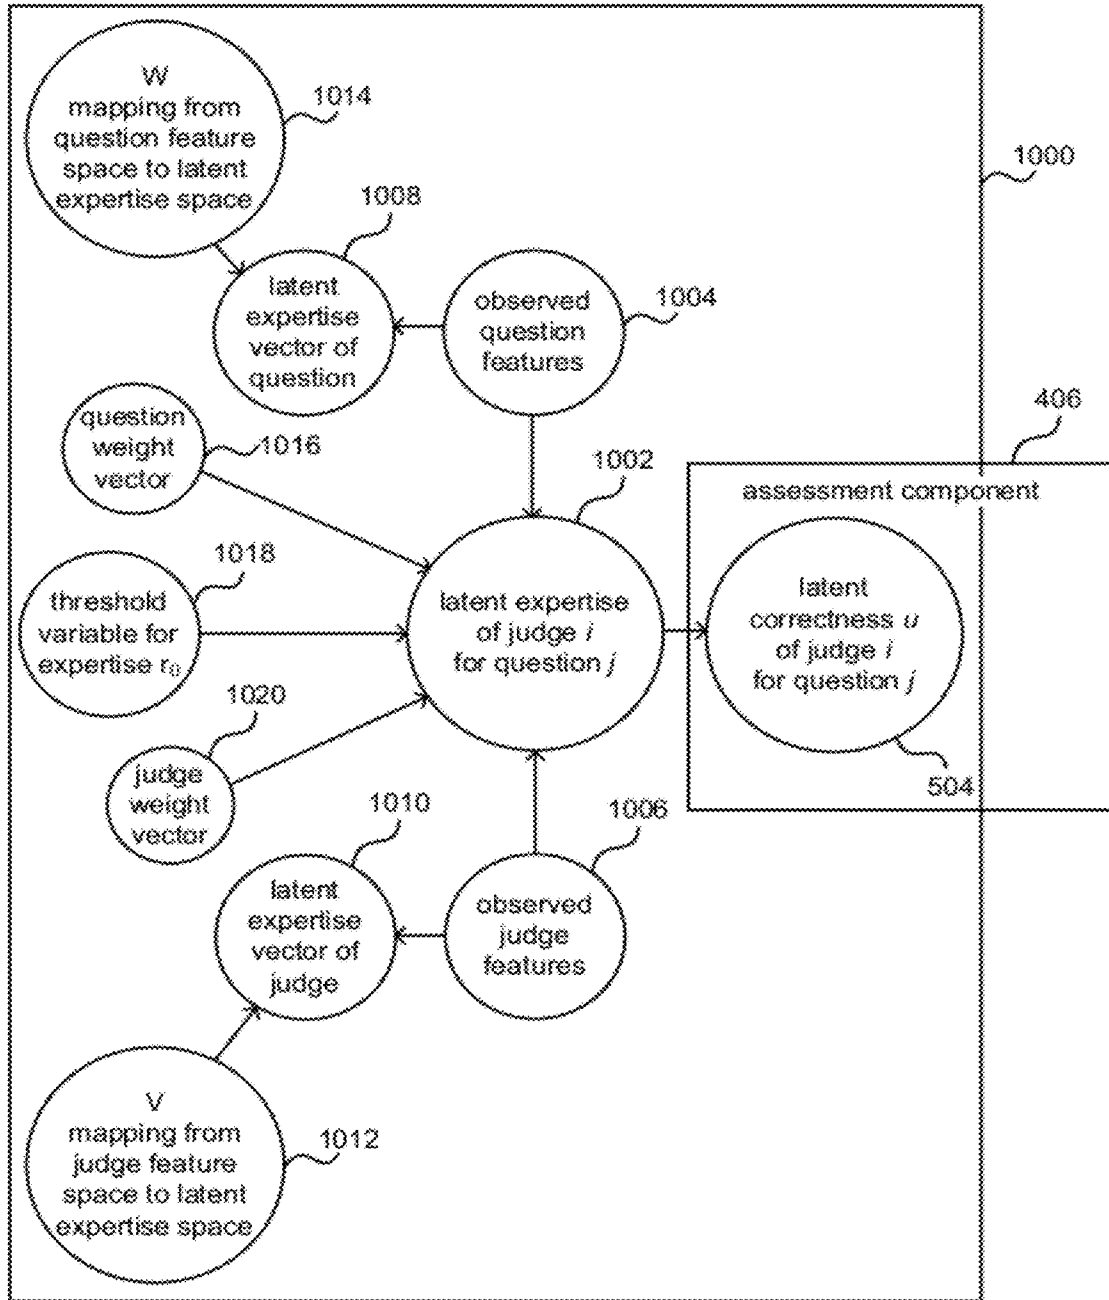 W
mapping from
question feature
space to latent
expertise space
1014
1000
1008
latent
expertise
vector of
question
observed
question
features
1004
question
weight
vector
1016
406
1002
assessment component
1018
threshold
variable for
expertise r₀
latent expertise
of judge i
for question j
latent
correctness u
of judge i
for question j
504
1020
judge
weight
vector
1010
1006
latent
expertise
vector of
judge
observed
judge
features
V
mapping from
judge feature
space to latent
expertise space
1012